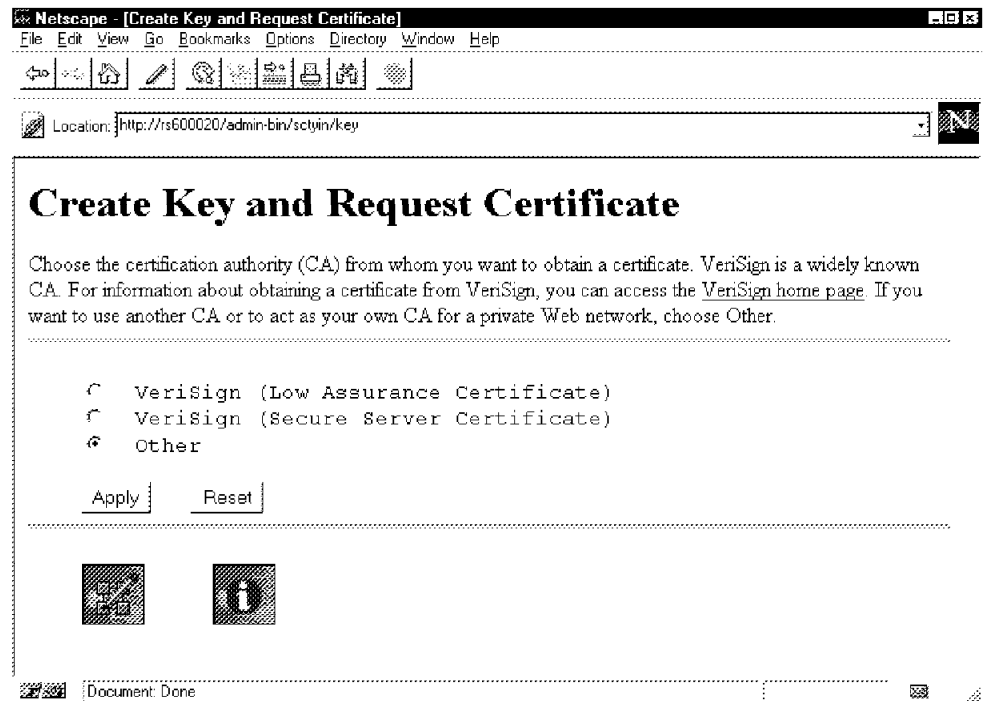 Netscape - [Create Key and Request Certificate]
File Edit View Go Bookmarks Options Directory Window Help
Location: http://rs600020/admin-bin/sctyin/key
N
Create Key and Request Certificate
Choose the certification authority (CA) from whom you want to obtain a certificate. VeriSign is a widely known
CA. For information about obtaining a certificate from VeriSign, you can access the VeriSign home page. If you
want to use another CA or to act as your own CA for a private Web network, choose Other.
VeriSign (Low Assurance Certificate)
VeriSign (Secure Server Certificate)
Other
Apply Reset
i
Document: Done